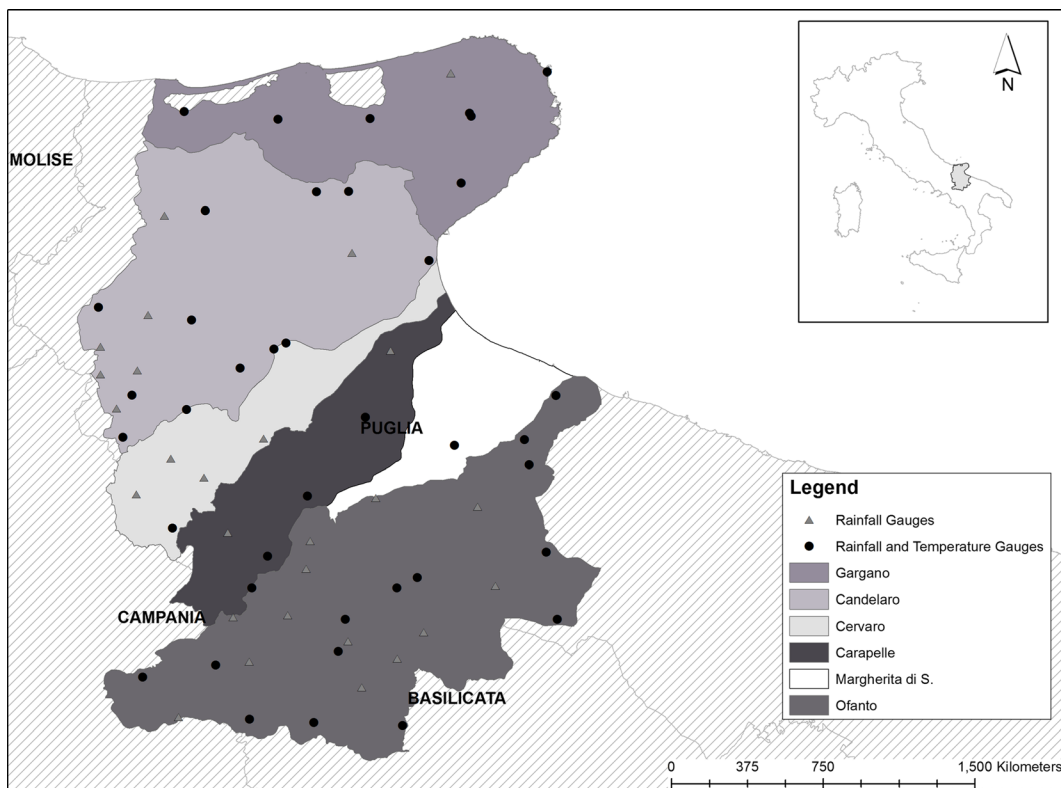 N
MOLISE
PUGLIA
CAMPANIA
BASILICATA
Legend
Rainfall Gauges
Rainfall and Temperature Gauges
Gargano
Candelaro
Cervaro
Carapelle
Margherita di S.
Ofanto
0 375 750 1,500 Kilometers